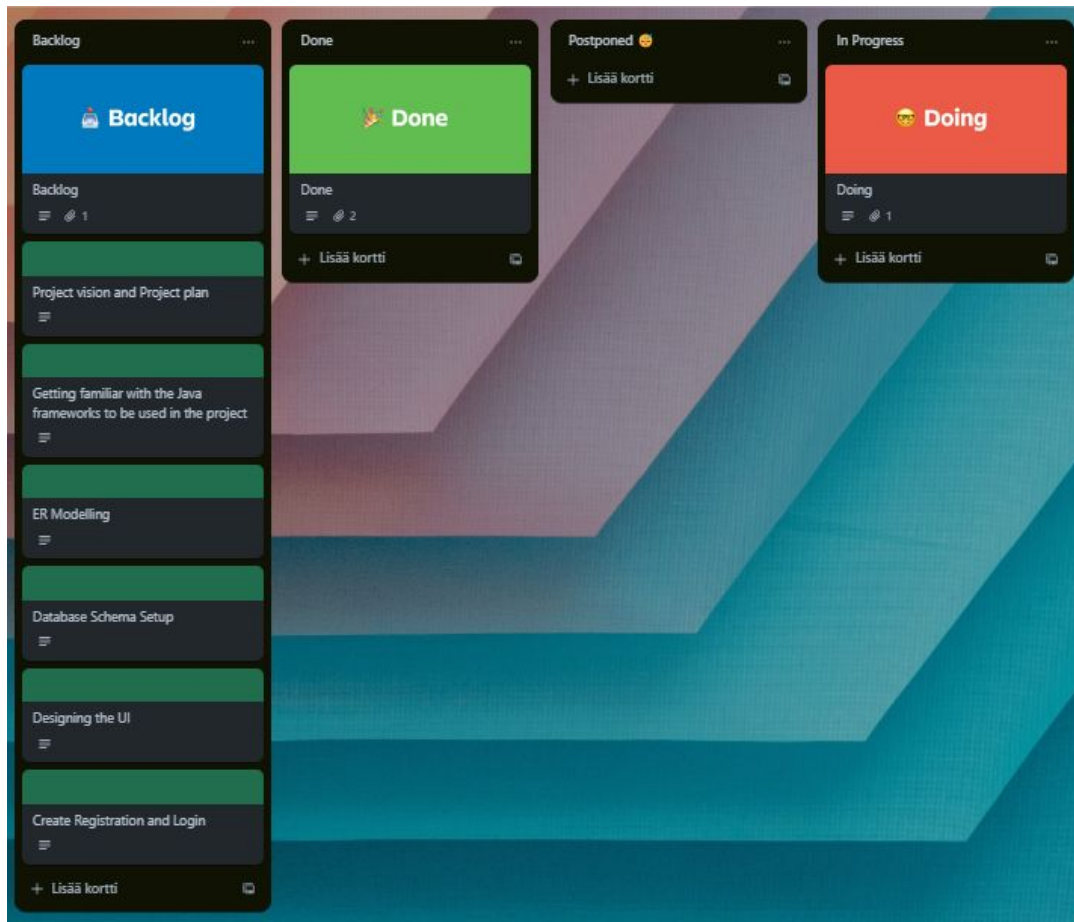 Backlog
Backlog
Backlog
1
Project vision and Project plan
Getting familiar with the Java
frameworks to be used in the project
ER Modelling
Database Schema Setup
Designing the UI
Create Registration and Login
+ Lisää kortti
Done
Done
Done
2
+ Lisää kortti
Postponed 😴
+ Lisää kortti
In Progress
Doing
Doing
1
+ Lisää kortti